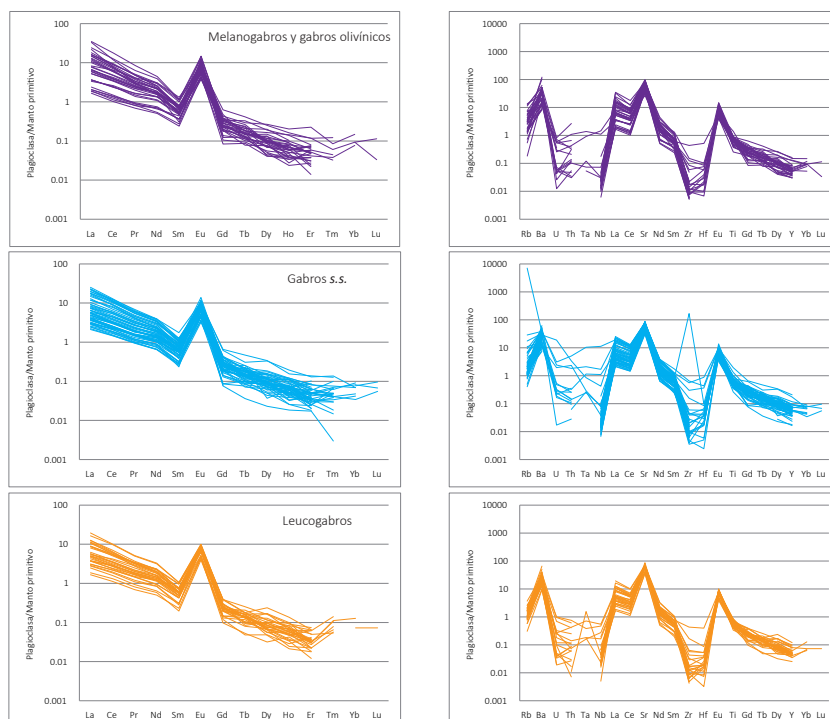 Melanogabros y gabros olivínicos
Plagioclasa/Manto primitivo
100
10
1
0.1
0.01
0.001
La Ce Pr Nd Sm Eu Gd Tb Dy Ho Er Tm Yb Lu
Plagioclasa/Manto primitivo
10000
1000
100
10
1
0.1
0.01
0.001
Rb Ba U Th Ta Nb La Ce Sr Nd Sm Zr Hf Eu Ti Gd Tb Dy Y Yb Lu
Gabros s.s.
Plagioclasa/Manto primitivo
100
10
1
0.1
0.01
0.001
La Ce Pr Nd Sm Eu Gd Tb Dy Ho Er Tm Yb Lu
Plagioclasa/Manto primitivo
10000
1000
100
10
1
0.1
0.01
0.001
Rb Ba U Th Ta Nb La Ce Sr Nd Sm Zr Hf Eu Ti Gd Tb Dy Y Yb Lu
Leucogabros
Plagioclasa/Manto primitivo
100
10
1
0.1
0.01
0.001
La Ce Pr Nd Sm Eu Gd Tb Dy Ho Er Tm Yb Lu
Plagioclasa/Manto primitivo
10000
1000
100
10
1
0.1
0.01
0.001
Rb Ba U Th Ta Nb La Ce Sr Nd Sm Zr Hf Eu Ti Gd Tb Dy Y Yb Lu